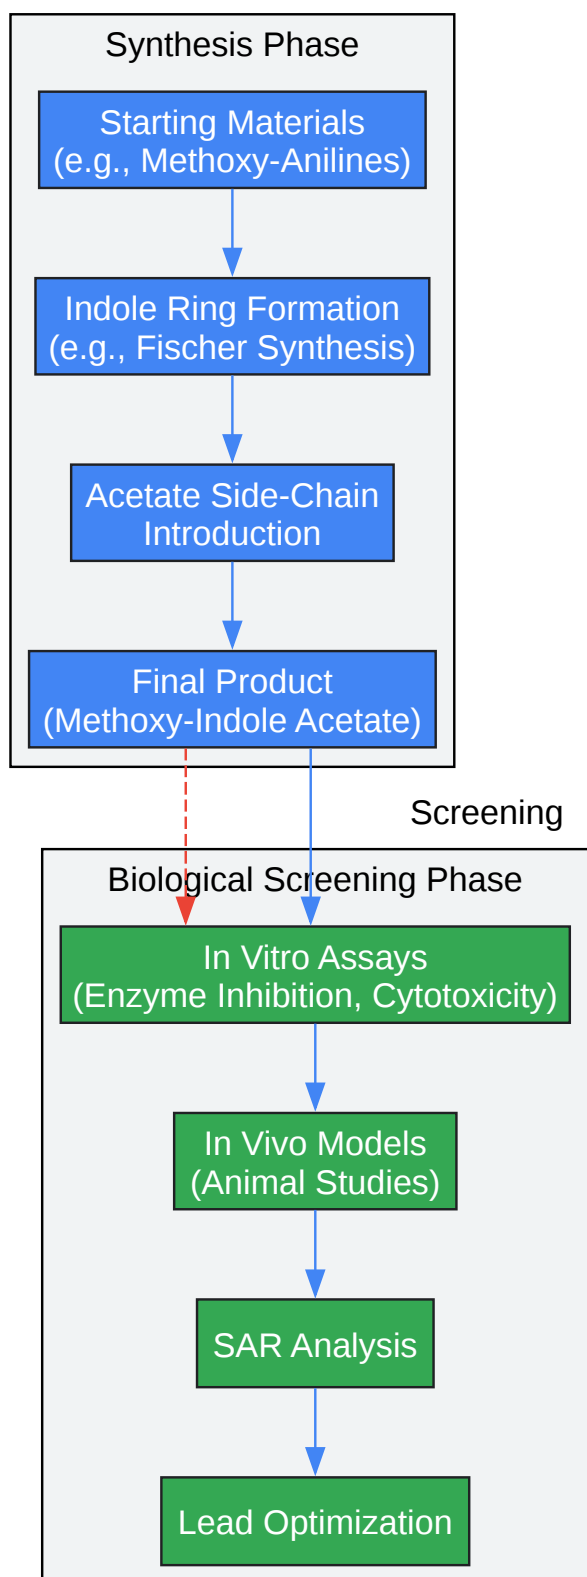 Synthesis Phase
Starting Materials
(e.g., Methoxy-Anilines)
Indole Ring Formation
(e.g., Fischer Synthesis)
Acetate Side-Chain
Introduction
Final Product
(Methoxy-Indole Acetate)
Screening
Biological Screening Phase
In Vitro Assays
(Enzyme Inhibition, Cytotoxicity)
In Vivo Models
(Animal Studies)
SAR Analysis
Lead Optimization